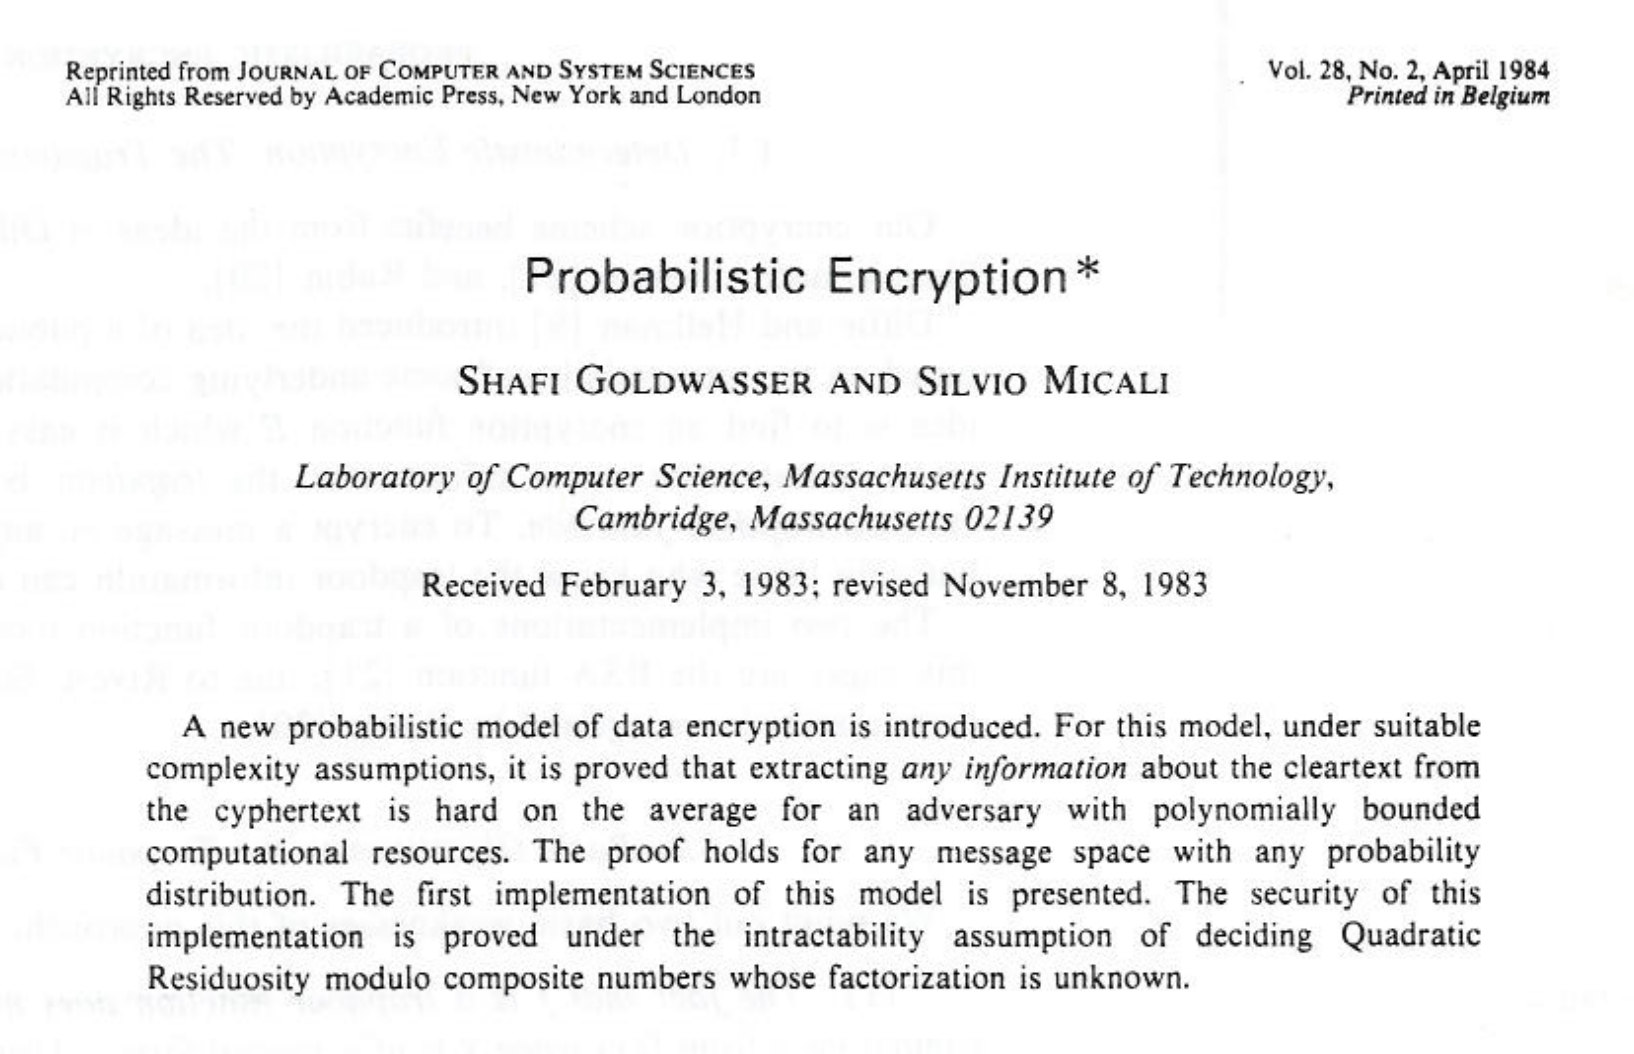 Reprinted from JOURNAL OF COMPUTER AND SYSTEM SCIENCES
All Rights Reserved by Academic Press, New York and London
Vol. 28, No. 2, April 1984
Printed in Belgium
Probabilistic Encryption*
SHAFI GOLDWASSER AND SILVIO MICALI
Laboratory of Computer Science, Massachusetts Institute of Technology,
Cambridge, Massachusetts 02139
Received February 3, 1983; revised November 8, 1983
A new probabilistic model of data encryption is introduced. For this model, under suitable
complexity assumptions, it is proved that extracting any information about the cleartext from
the cyphertext is hard on the average for an adversary with polynomially bounded
computational resources. The proof holds for any message space with any probability
distribution. The first implementation of this model is presented. The security of this
implementation is proved under the intractability assumption of deciding Quadratic
Residuosity modulo composite numbers whose factorization is unknown.